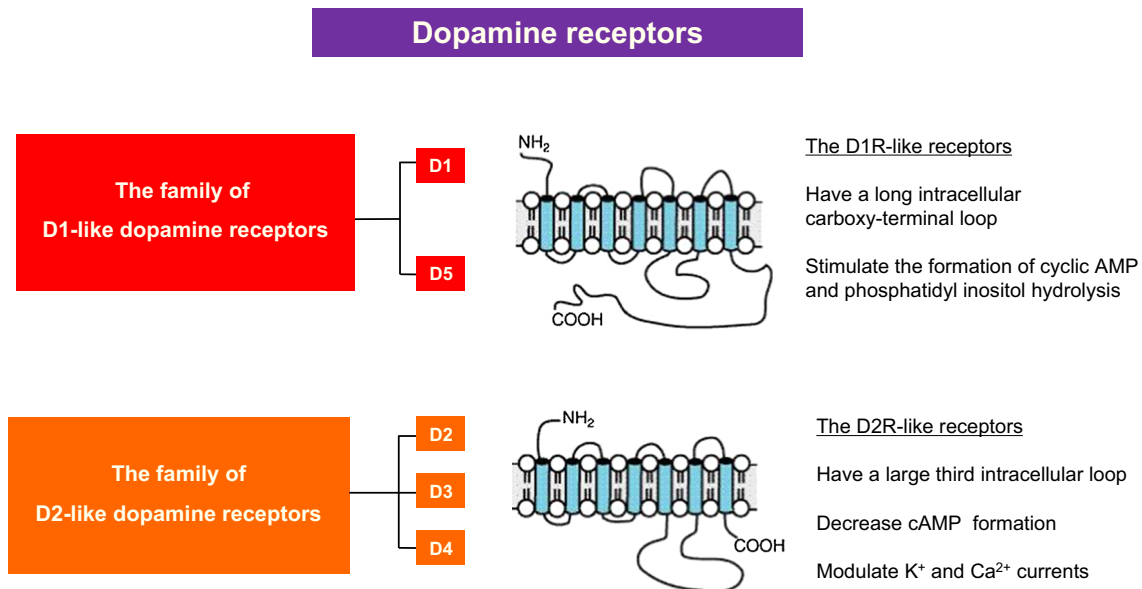 Dopamine receptors
The family of
D1-like dopamine receptors
D1
D5
NH₂
COOH
The D1R-like receptors
Have a long intracellular
carboxy-terminal loop
Stimulate the formation of cyclic AMP
and phosphatidyl inositol hydrolysis
The family of
D2-like dopamine receptors
D2
D3
D4
NH₂
COOH
The D2R-like receptors
Have a large third intracellular loop
Decrease cAMP formation
Modulate K⁺ and Ca²⁺ currents